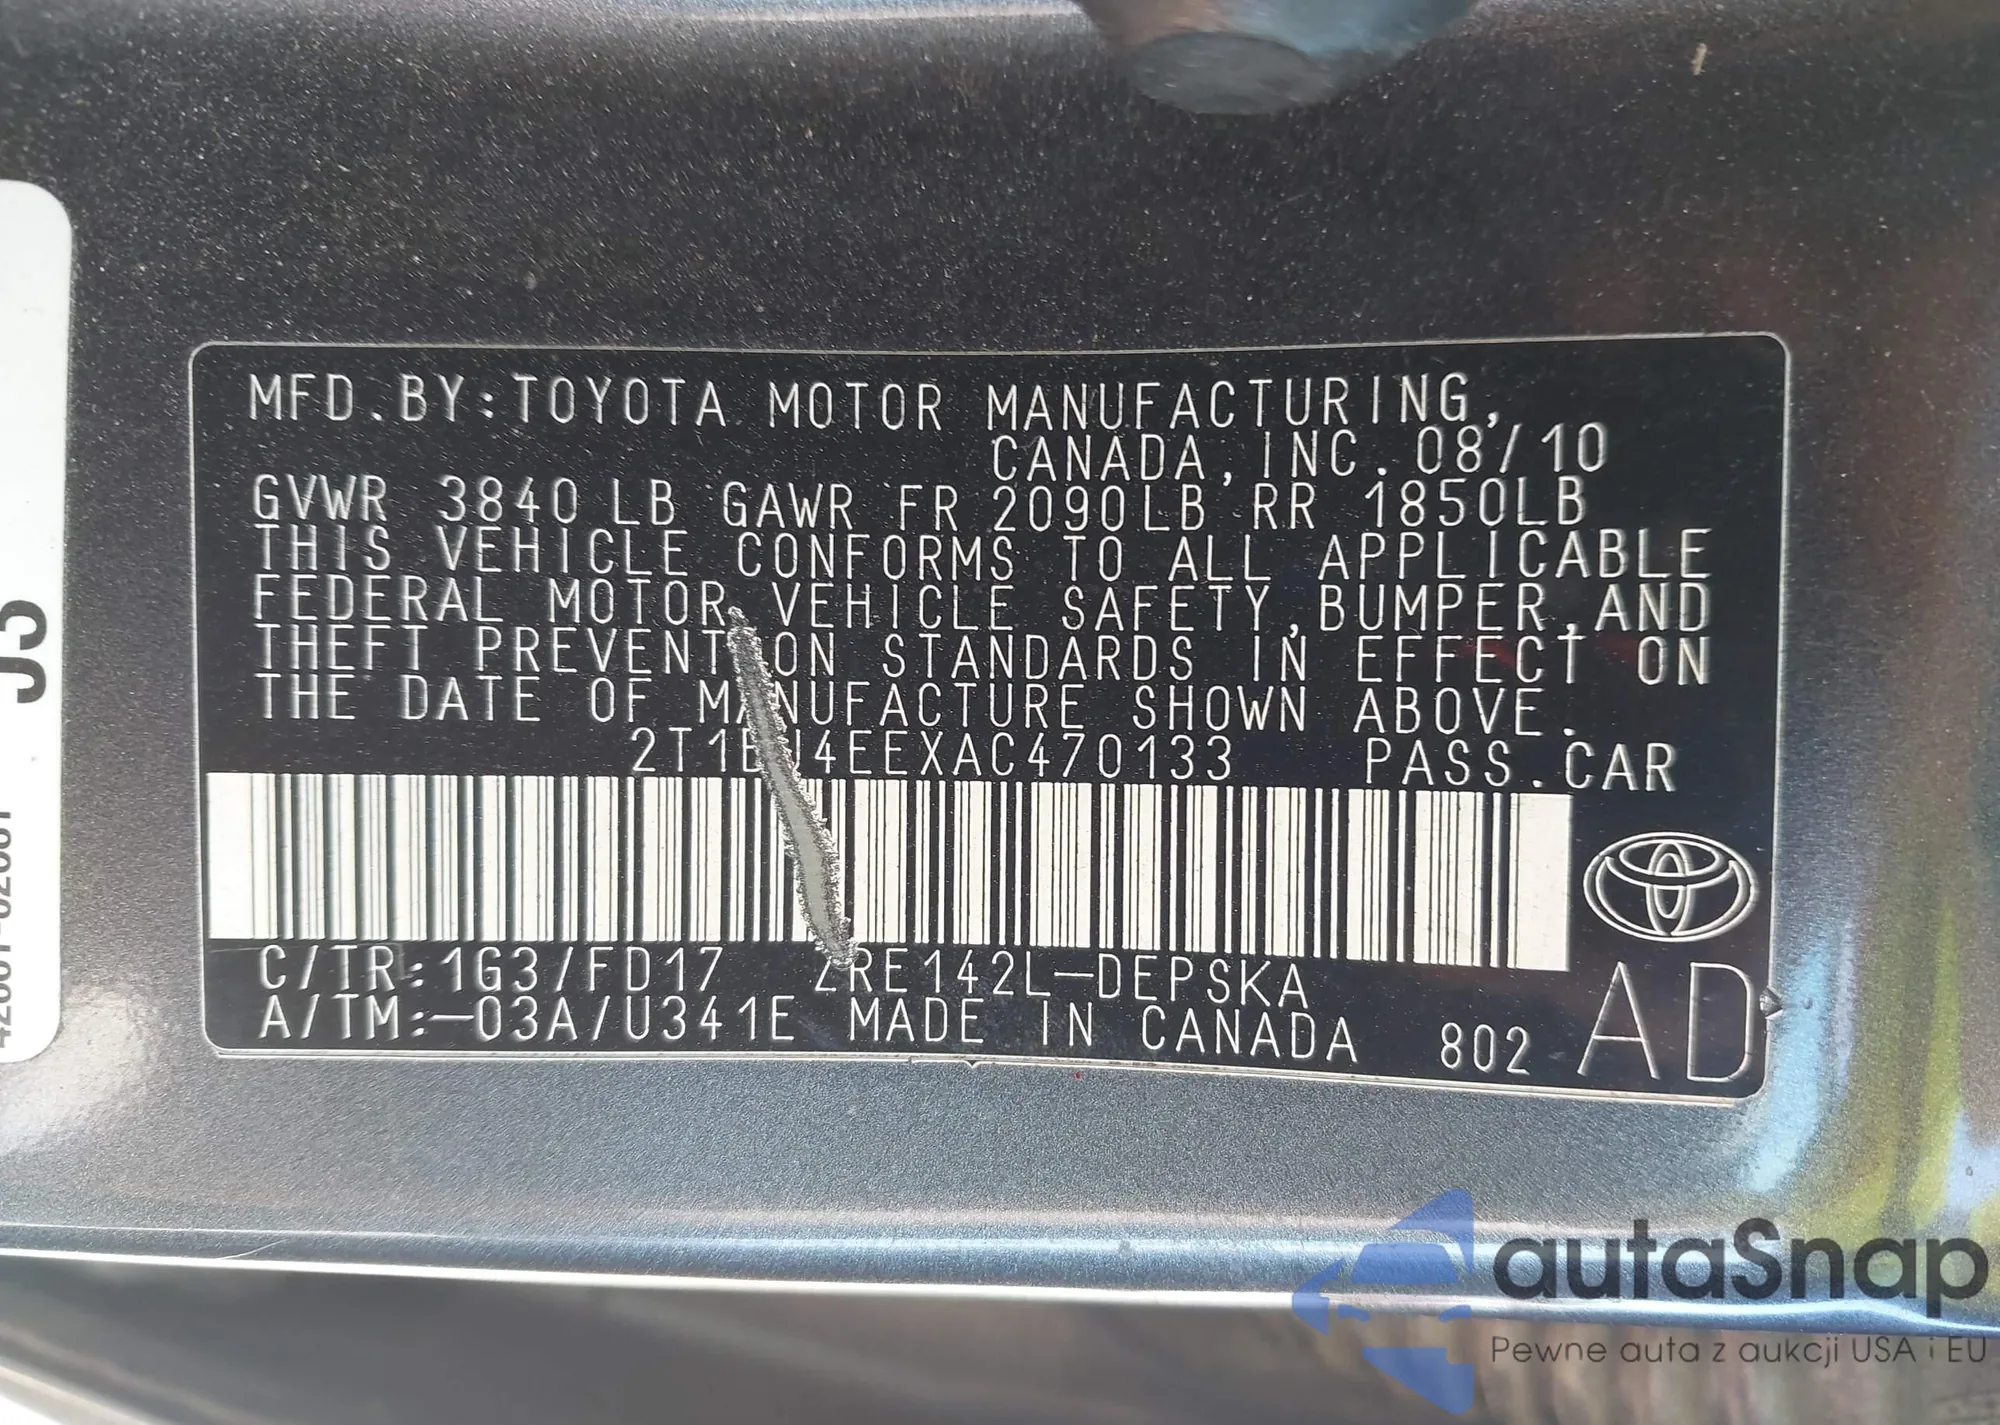 MFD.BY:TOYOTA MOTOR MANUFACTURING,
CANADA,INC. 08/10
GVWR 3840 LB GAWR FR 2090LB RR 1850LB
THIS VEHICLE CONFORMS TO ALL APPLICABLE
FEDERAL MOTOR VEHICLE SAFETY,BUMPER,AND
THEFT PREVENTION STANDARDS IN EFFECT ON
THE DATE OF MANUFACTURE SHOWN ABOVE.
2T1BU4EEXAC470133 PASS.CAR
C/TR:1G3/FD17 ZRE142L-DEPSKA
A/TM:-03A/U341E MADE IN CANADA 802 AD
autaSnap
Pewne auta z aukcji USA i EU